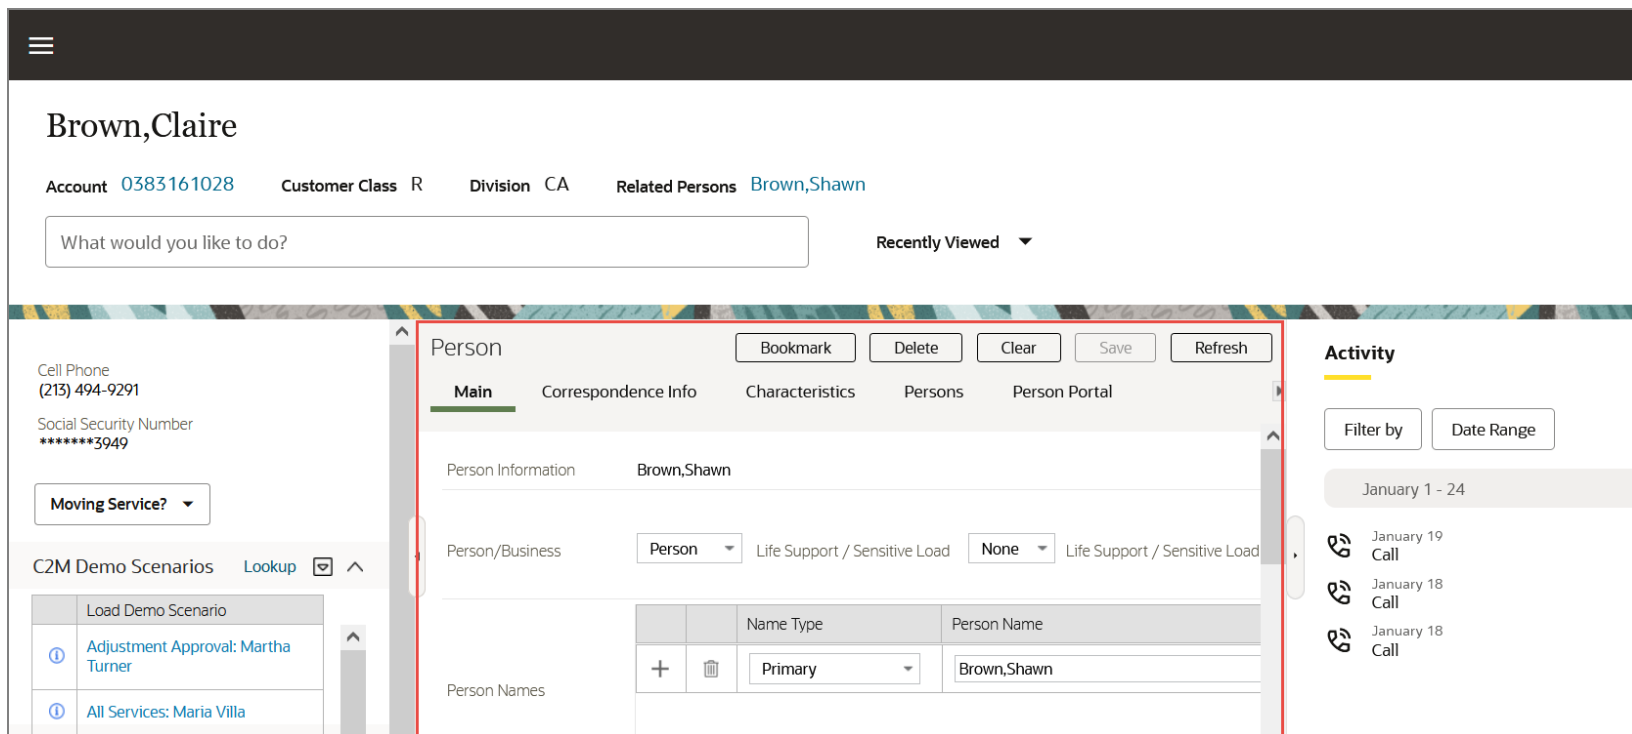 Brown,Claire
Account 0383161028 Customer Class R Division CA Related Persons Brown,Shawn
What would you like to do?
Recently Viewed
Cell Phone
(213) 494-9291
Social Security Number
*******3949
Moving Service?
C2M Demo Scenarios Lookup
Load Demo Scenario
Adjustment Approval: Martha
Turner
All Services: Maria Villa
Person
Bookmark Delete Clear Save Refresh
Main Correspondence Info Characteristics Persons Person Portal
Person Information Brown,Shawn
Person/Business Person Life Support / Sensitive Load None Life Support / Sensitive Load
Name Type Person Name
Primary Brown,Shawn
Person Names
Activity
Filter by Date Range
January 1 - 24
January 19
Call
January 18
Call
January 18
Call